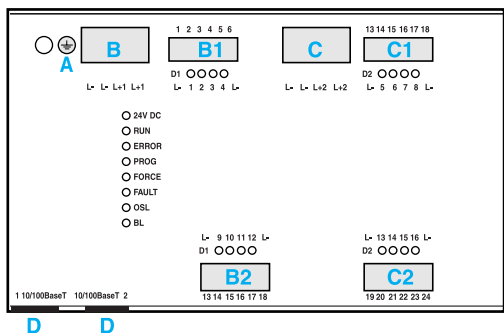 1 2 3 4 5 6
13 14 15 16 17 18
B
B1
C
C1
A
D1
D2
L- L- L+1 L+1
L- 1 2 3 4 L-
L- L- L+2 L+2
L- 5 6 7 8 L-
24V DC
RUN
ERROR
PROG
FORCE
FAULT
OSL
BL
L- 9 10 11 12 L-
L- 13 14 15 16 L-
D1
D2
B2
C2
1 10/100BaseT 10/100BaseT 2
13 14 15 16 17 18
19 20 21 22 23 24
D
D